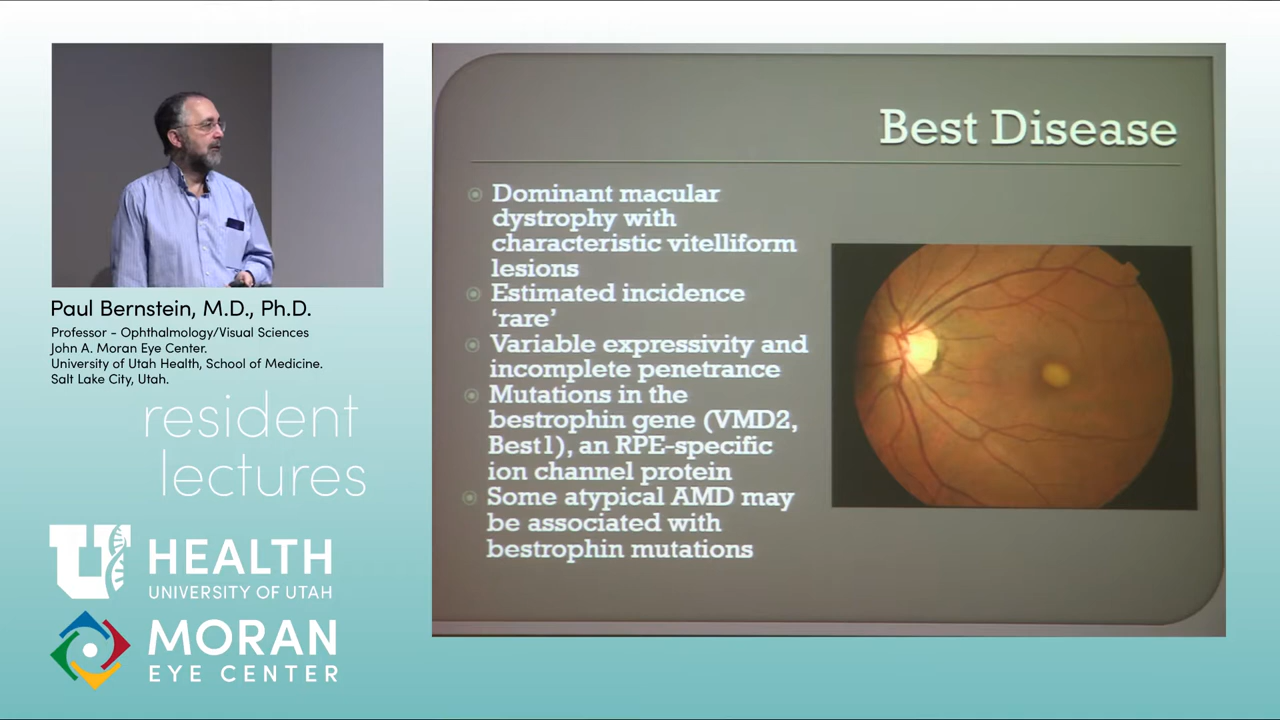 Best Disease
Dominant macular
dystrophy with
characteristic vitelliform
lesions
Estimated incidence
‘rare’
Variable expressivity and
incomplete penetrance
Mutations in the
bestrophin gene (VMD2,
Best1), an RPE-specific
ion channel protein
Some atypical AMD may
be associated with
bestrophin mutations
Paul Bernstein, M.D., Ph.D.
Professor - Ophthalmology/Visual Sciences
John A. Moran Eye Center.
University of Utah Health, School of Medicine.
Salt Lake City, Utah.
resident
lectures
U HEALTH
UNIVERSITY OF UTAH
MORAN
EYE CENTER